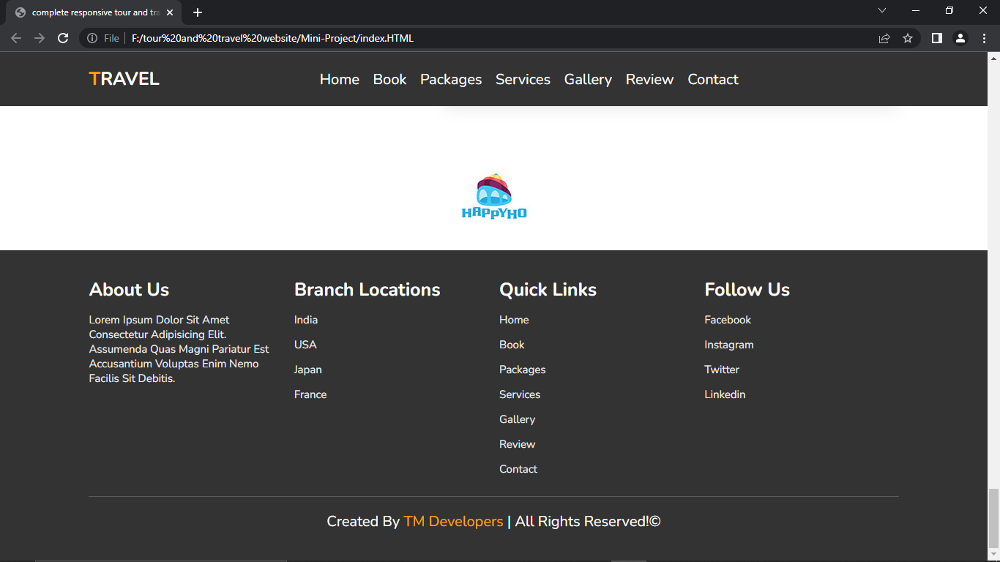 complete responsive tour and tra
File F:/tour%20and%20travel%20website/Mini-Project/index.HTML
TRAVEL Home Book Packages Services Gallery Review Contact
HAPPYHO
About Us
Lorem Ipsum Dolor Sit Amet
Consectetur Adipisicing Elit.
Assumenda Quas Magni Pariatur Est
Accusantium Voluptas Enim Nemo
Facilis Sit Debitis.
Branch Locations
India
USA
Japan
France
Quick Links
Home
Book
Packages
Services
Gallery
Review
Contact
Follow Us
Facebook
Instagram
Twitter
Linkedin
Created By TM Developers | All Rights Reserved!©